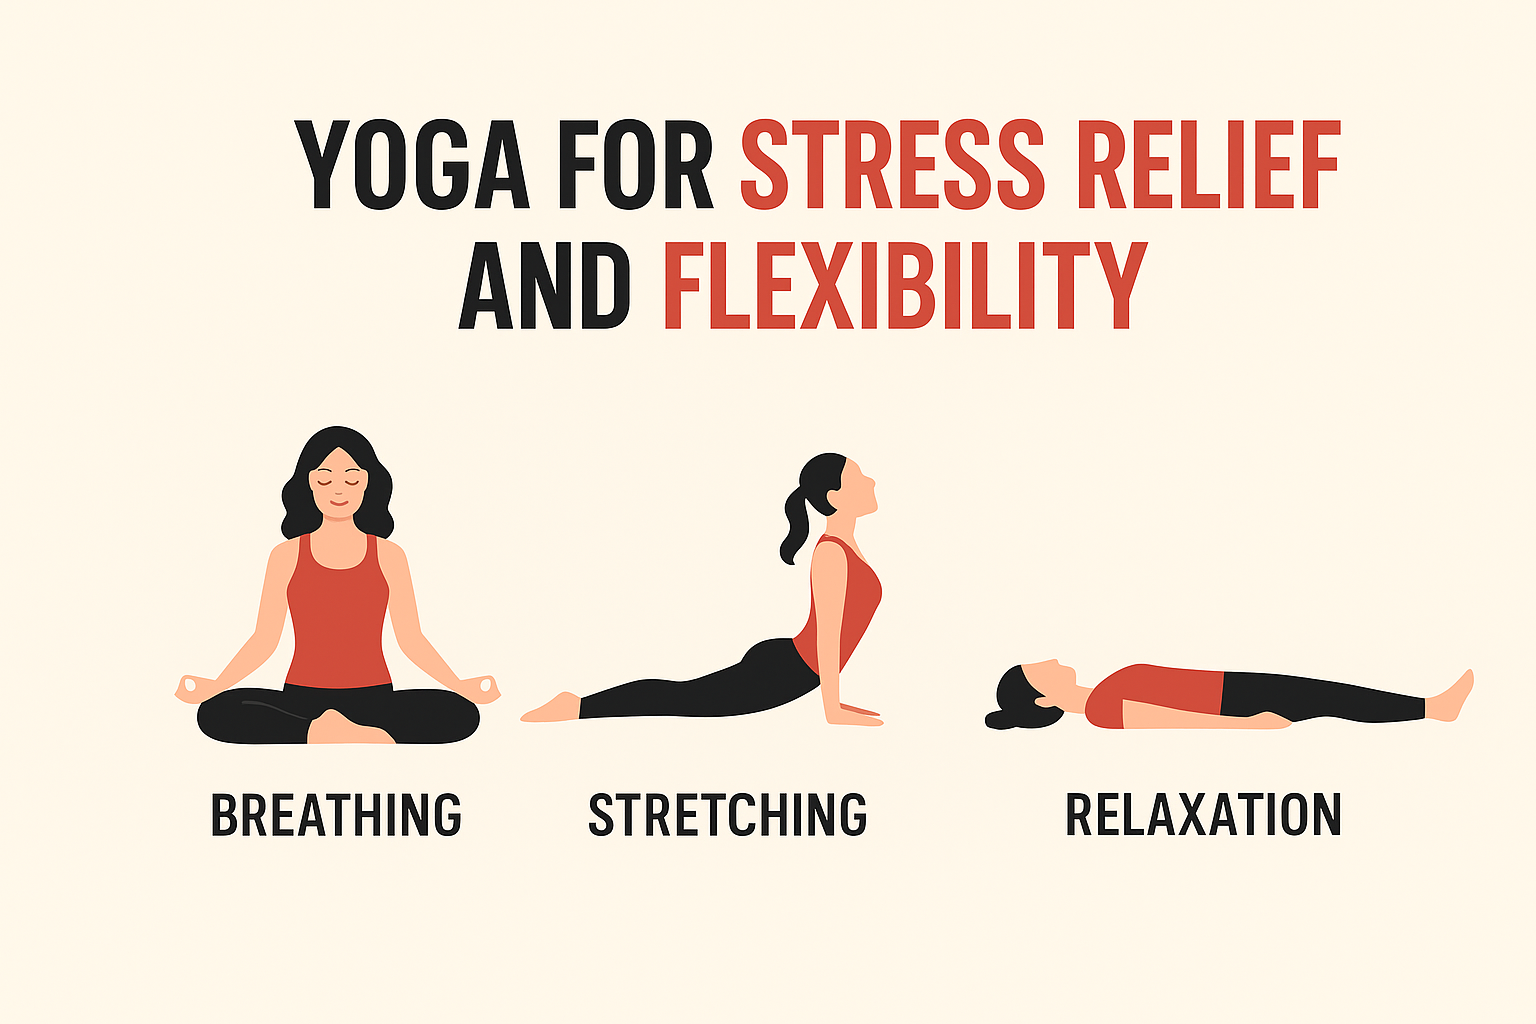 YOGA FOR STRESS RELIEF
AND FLEXIBILITY
BREATHING
STRETCHING
RELAXATION